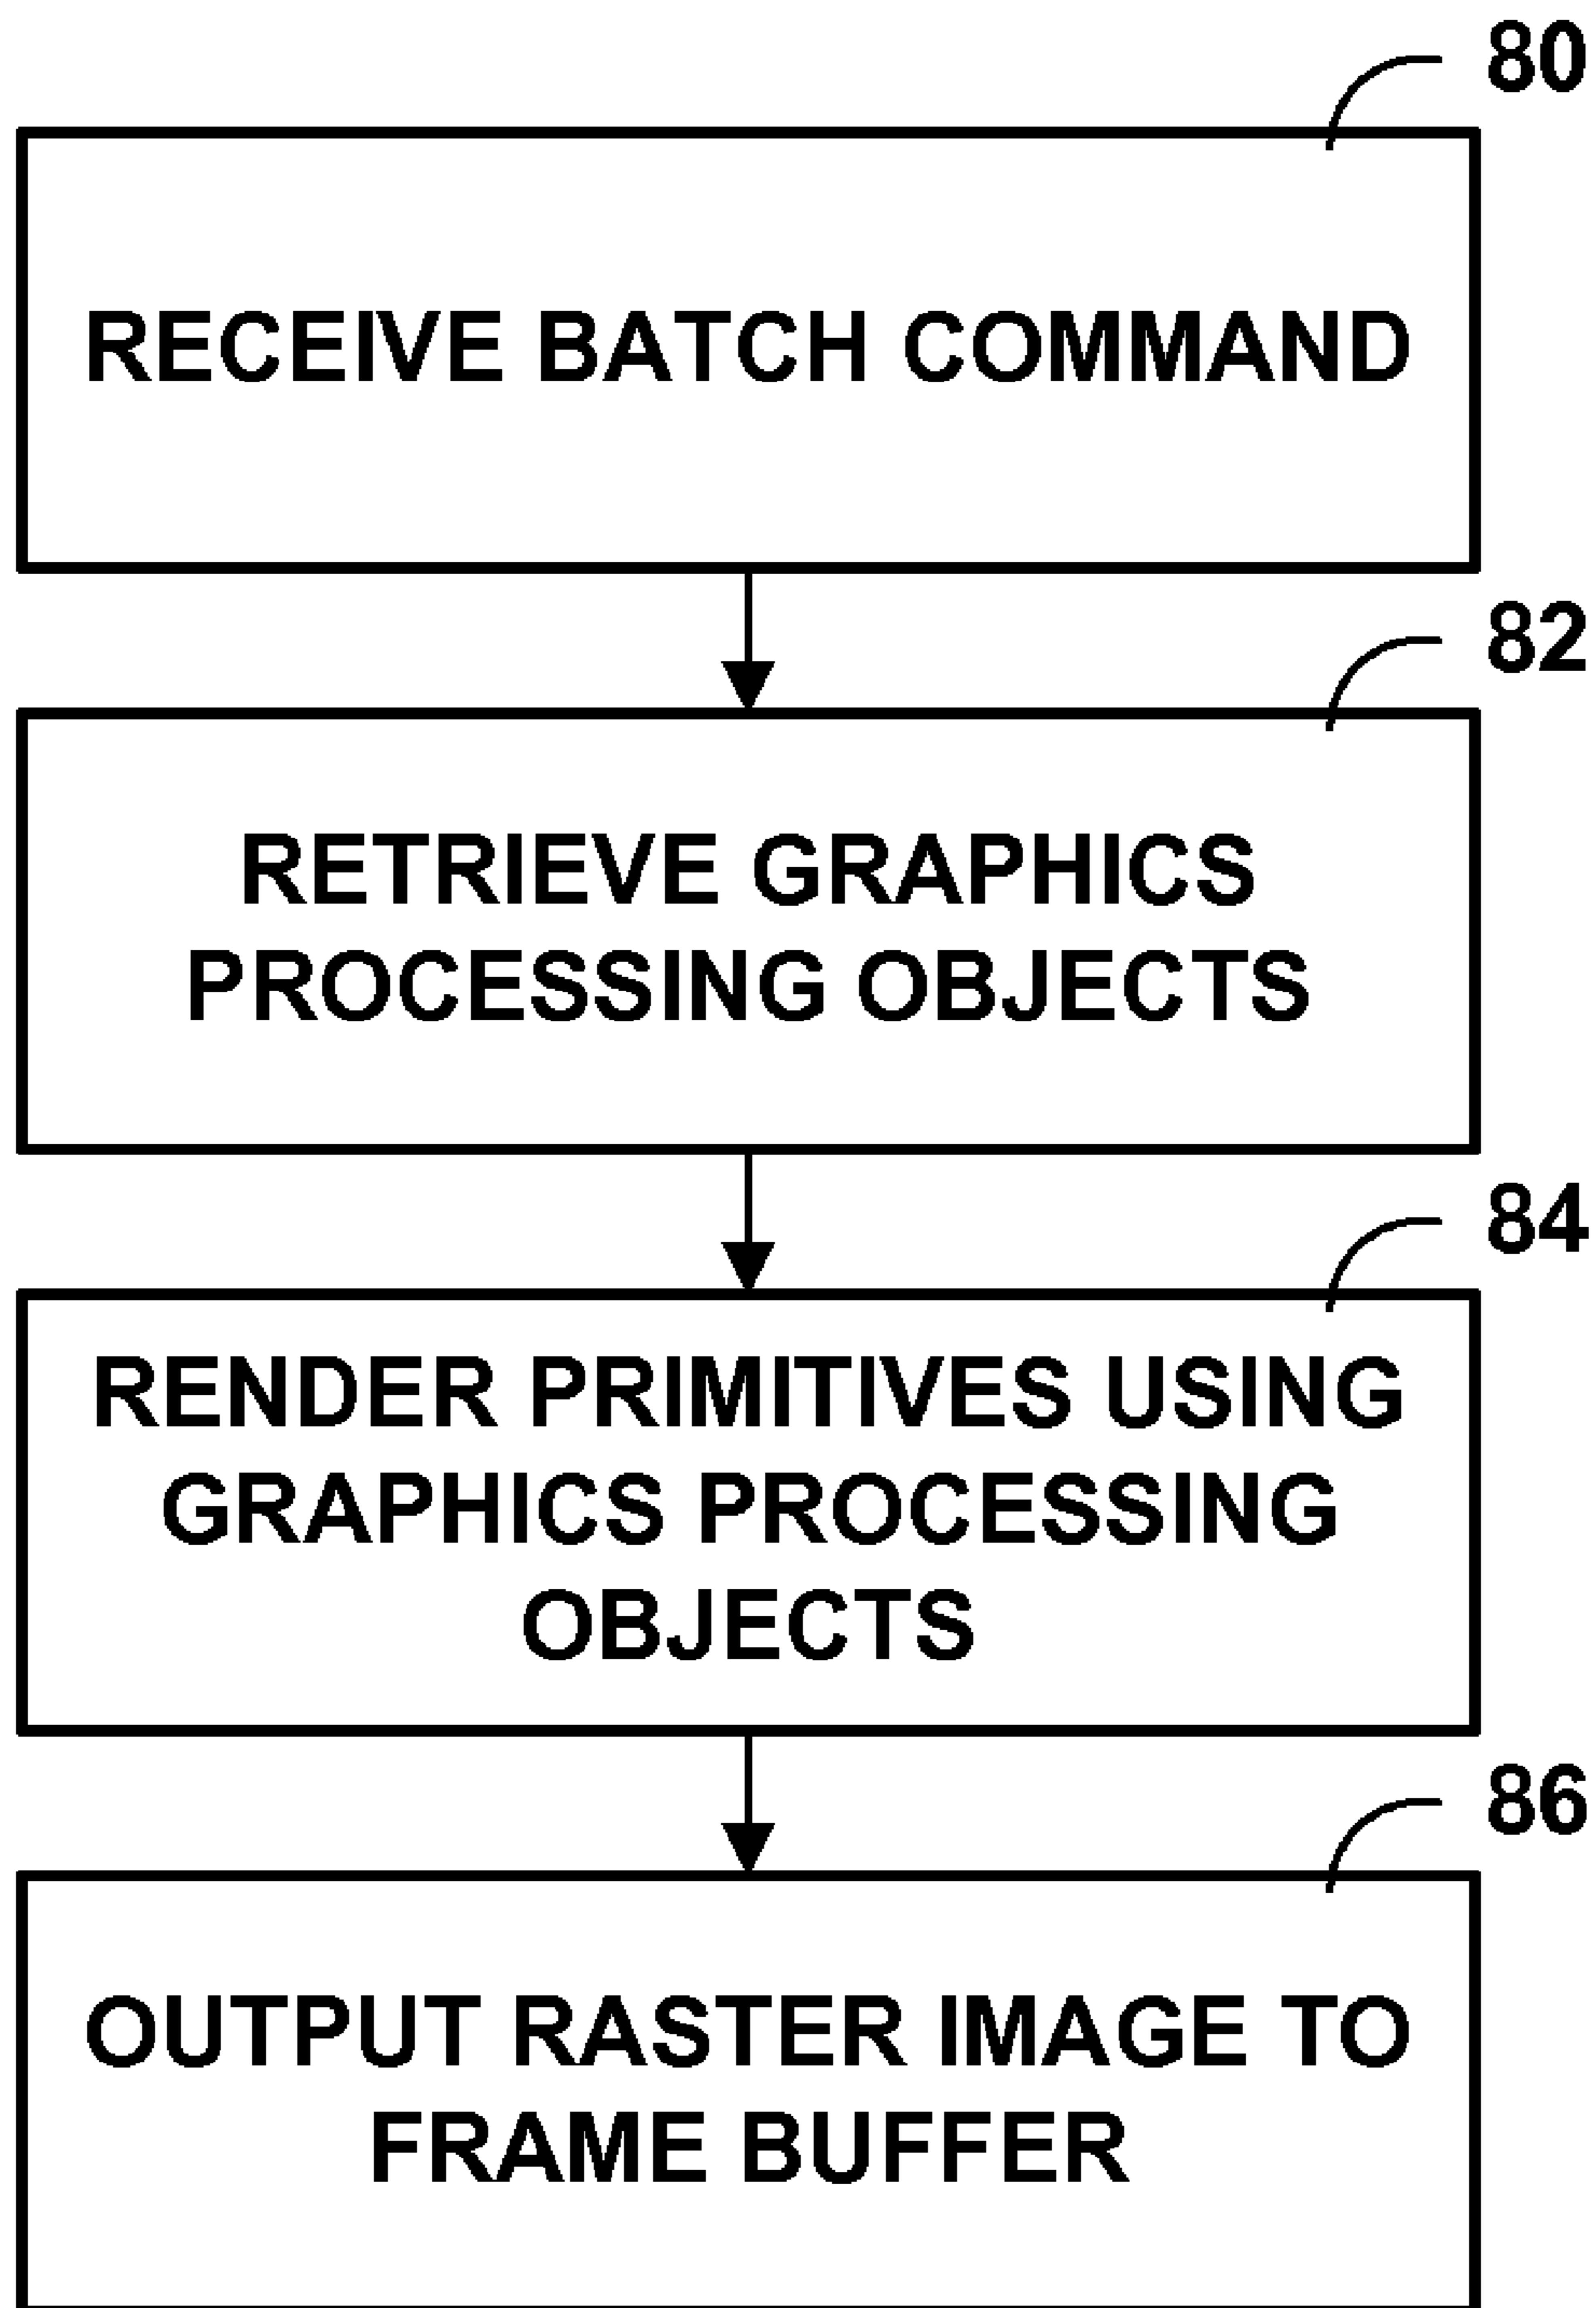 80
RECEIVE BATCH COMMAND
82
RETRIEVE GRAPHICS
PROCESSING OBJECTS
84
RENDER PRIMITIVES USING
GRAPHICS PROCESSING
OBJECTS
86
OUTPUT RASTER IMAGE TO
FRAME BUFFER